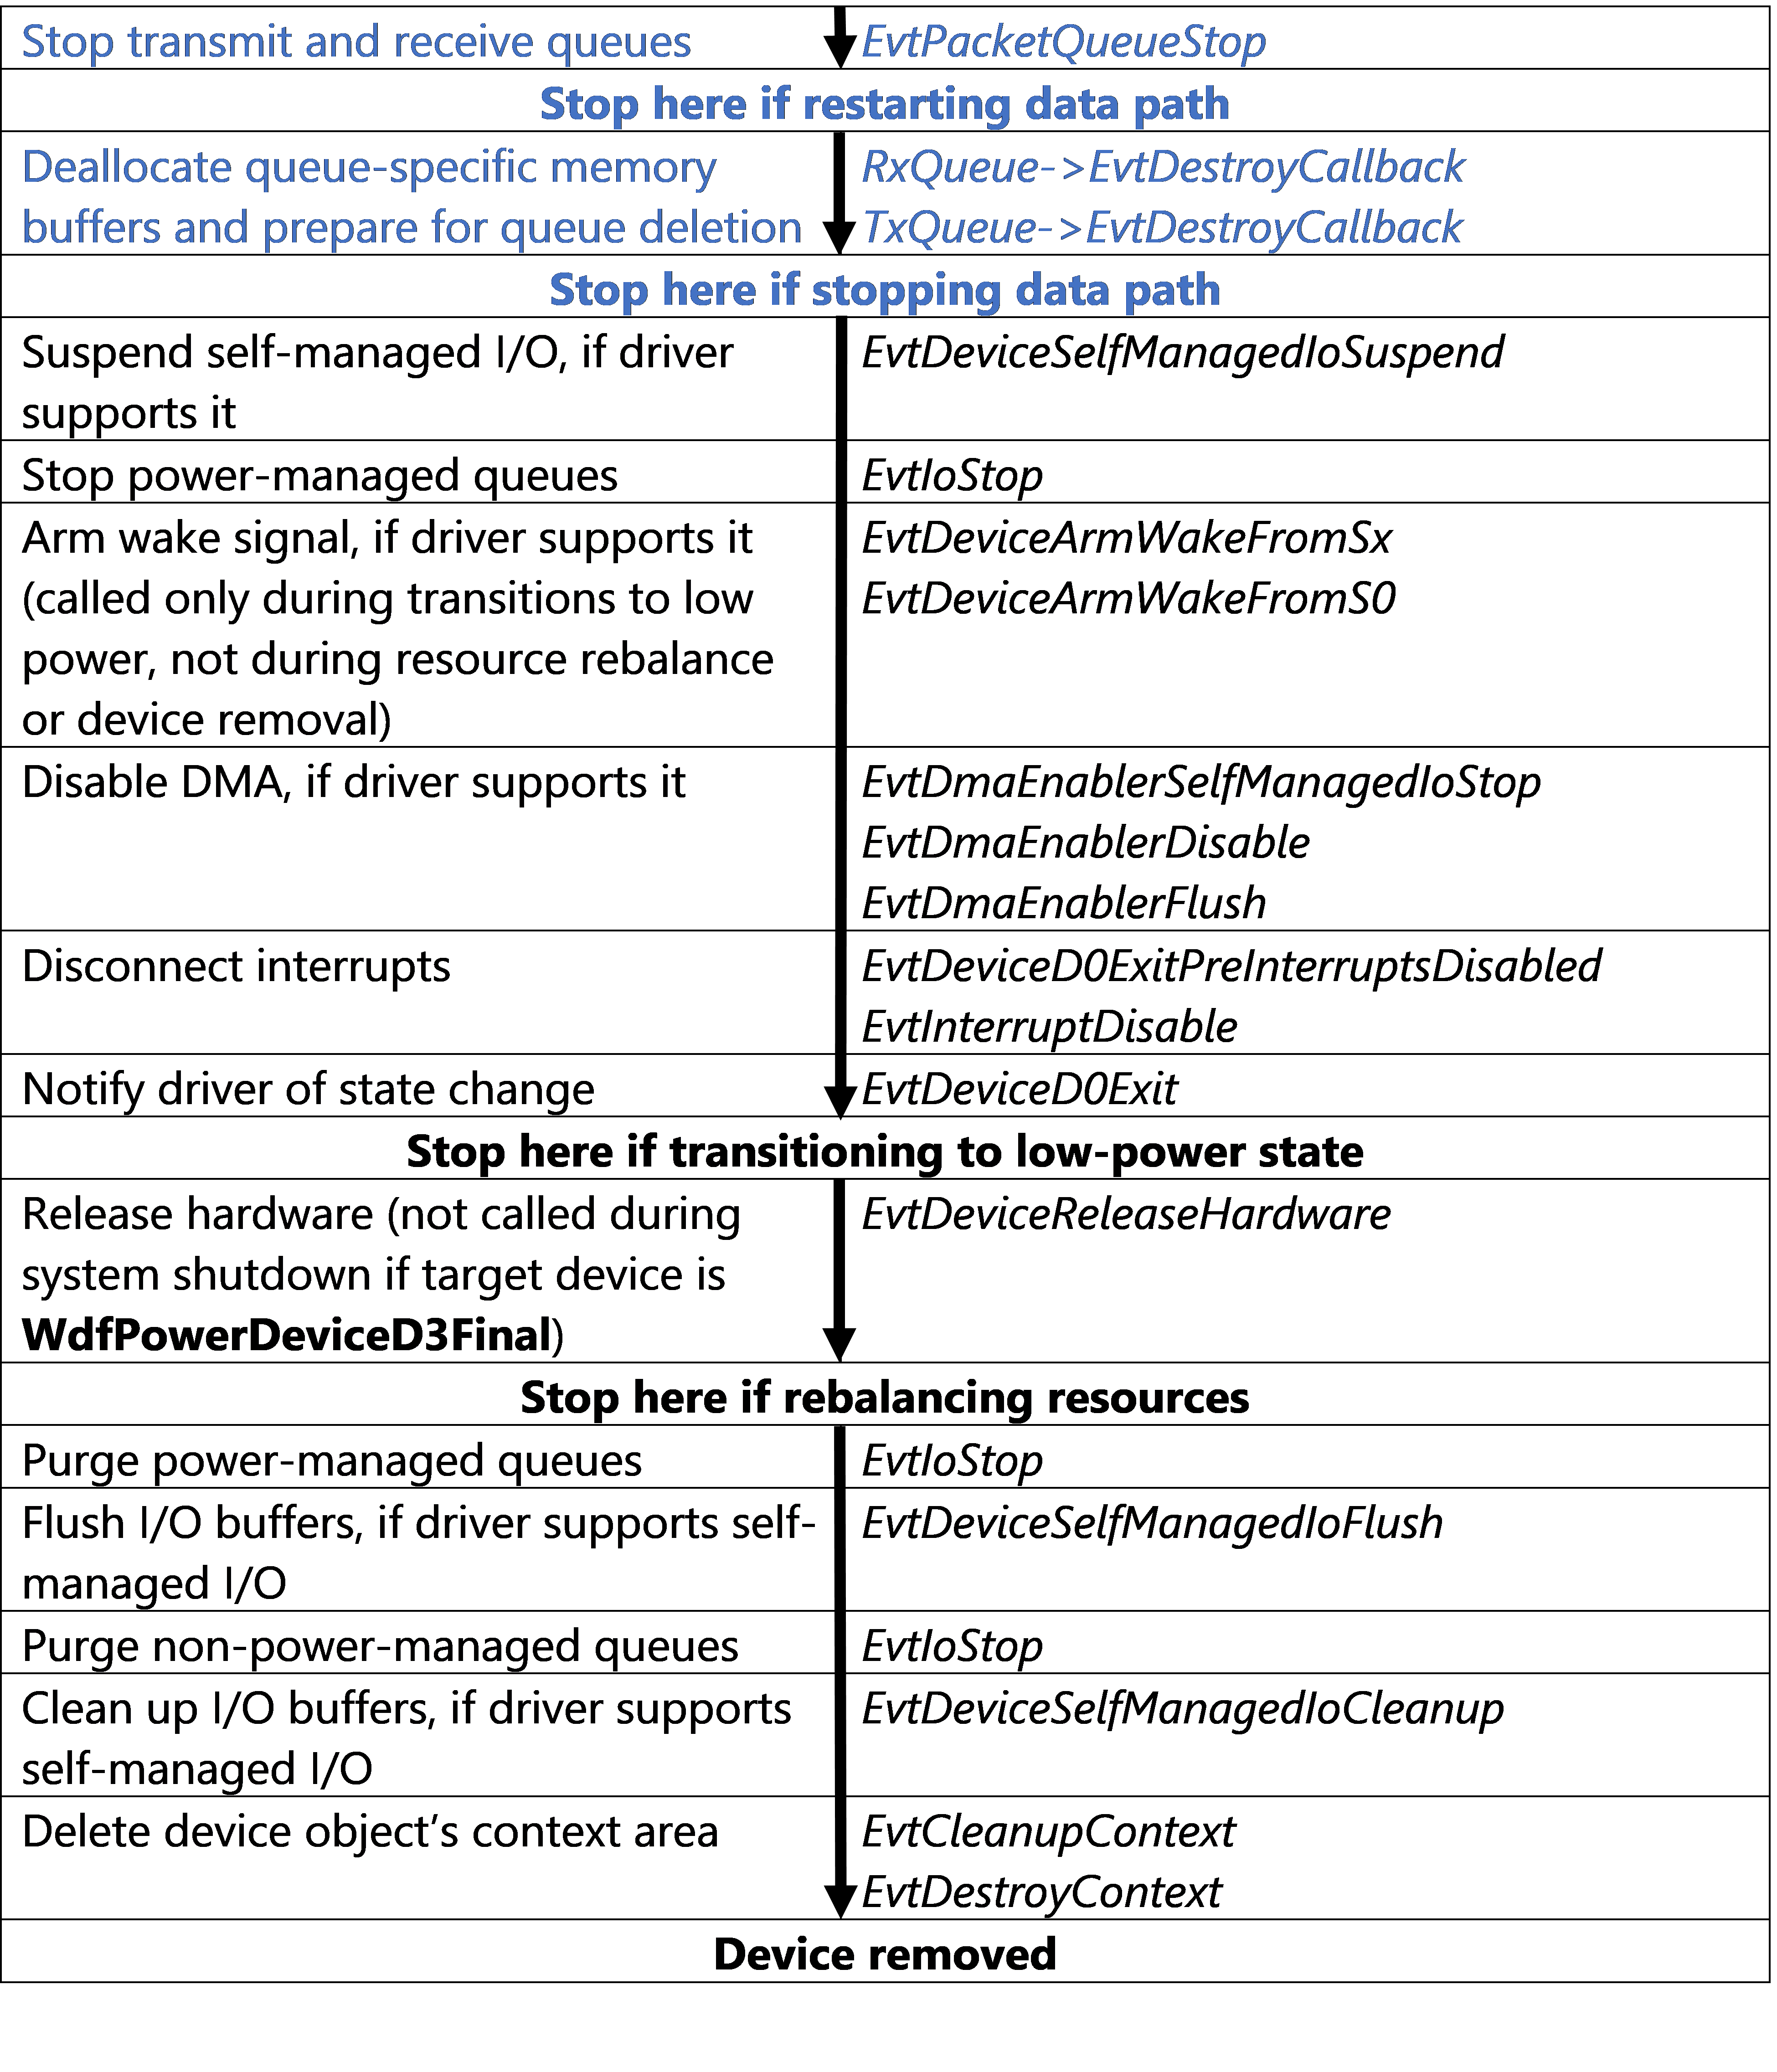 Stop transmit and receive queues
EvtPacketQueueStop
Stop here if restarting data path
Deallocate queue-specific memory
buffers and prepare for queue deletion
RxQueue->EvtDestroyCallback
TxQueue->EvtDestroyCallback
Stop here if stopping data path
Suspend self-managed I/O, if driver
supports it
EvtDeviceSelfManagedIoSuspend
Stop power-managed queues
EvtIoStop
Arm wake signal, if driver supports it
(called only during transitions to low
power, not during resource rebalance
or device removal)
EvtDeviceArmWakeFromSx
EvtDeviceArmWakeFromS0
Disable DMA, if driver supports it
EvtDmaEnablerSelfManagedIoStop
EvtDmaEnablerDisable
EvtDmaEnablerFlush
Disconnect interrupts
EvtDeviceD0ExitPreInterruptsDisabled
EvtInterruptDisable
Notify driver of state change
EvtDeviceD0Exit
Stop here if transitioning to low-power state
Release hardware (not called during
system shutdown if target device is
WdfPowerDeviceD3Final)
EvtDeviceReleaseHardware
Stop here if rebalancing resources
Purge power-managed queues
EvtIoStop
Flush I/O buffers, if driver supports self-
managed I/O
EvtDeviceSelfManagedIoFlush
Purge non-power-managed queues
EvtIoStop
Clean up I/O buffers, if driver supports
self-managed I/O
EvtDeviceSelfManagedIoCleanup
Delete device object’s context area
EvtCleanupContext
EvtDestroyContext
Device removed